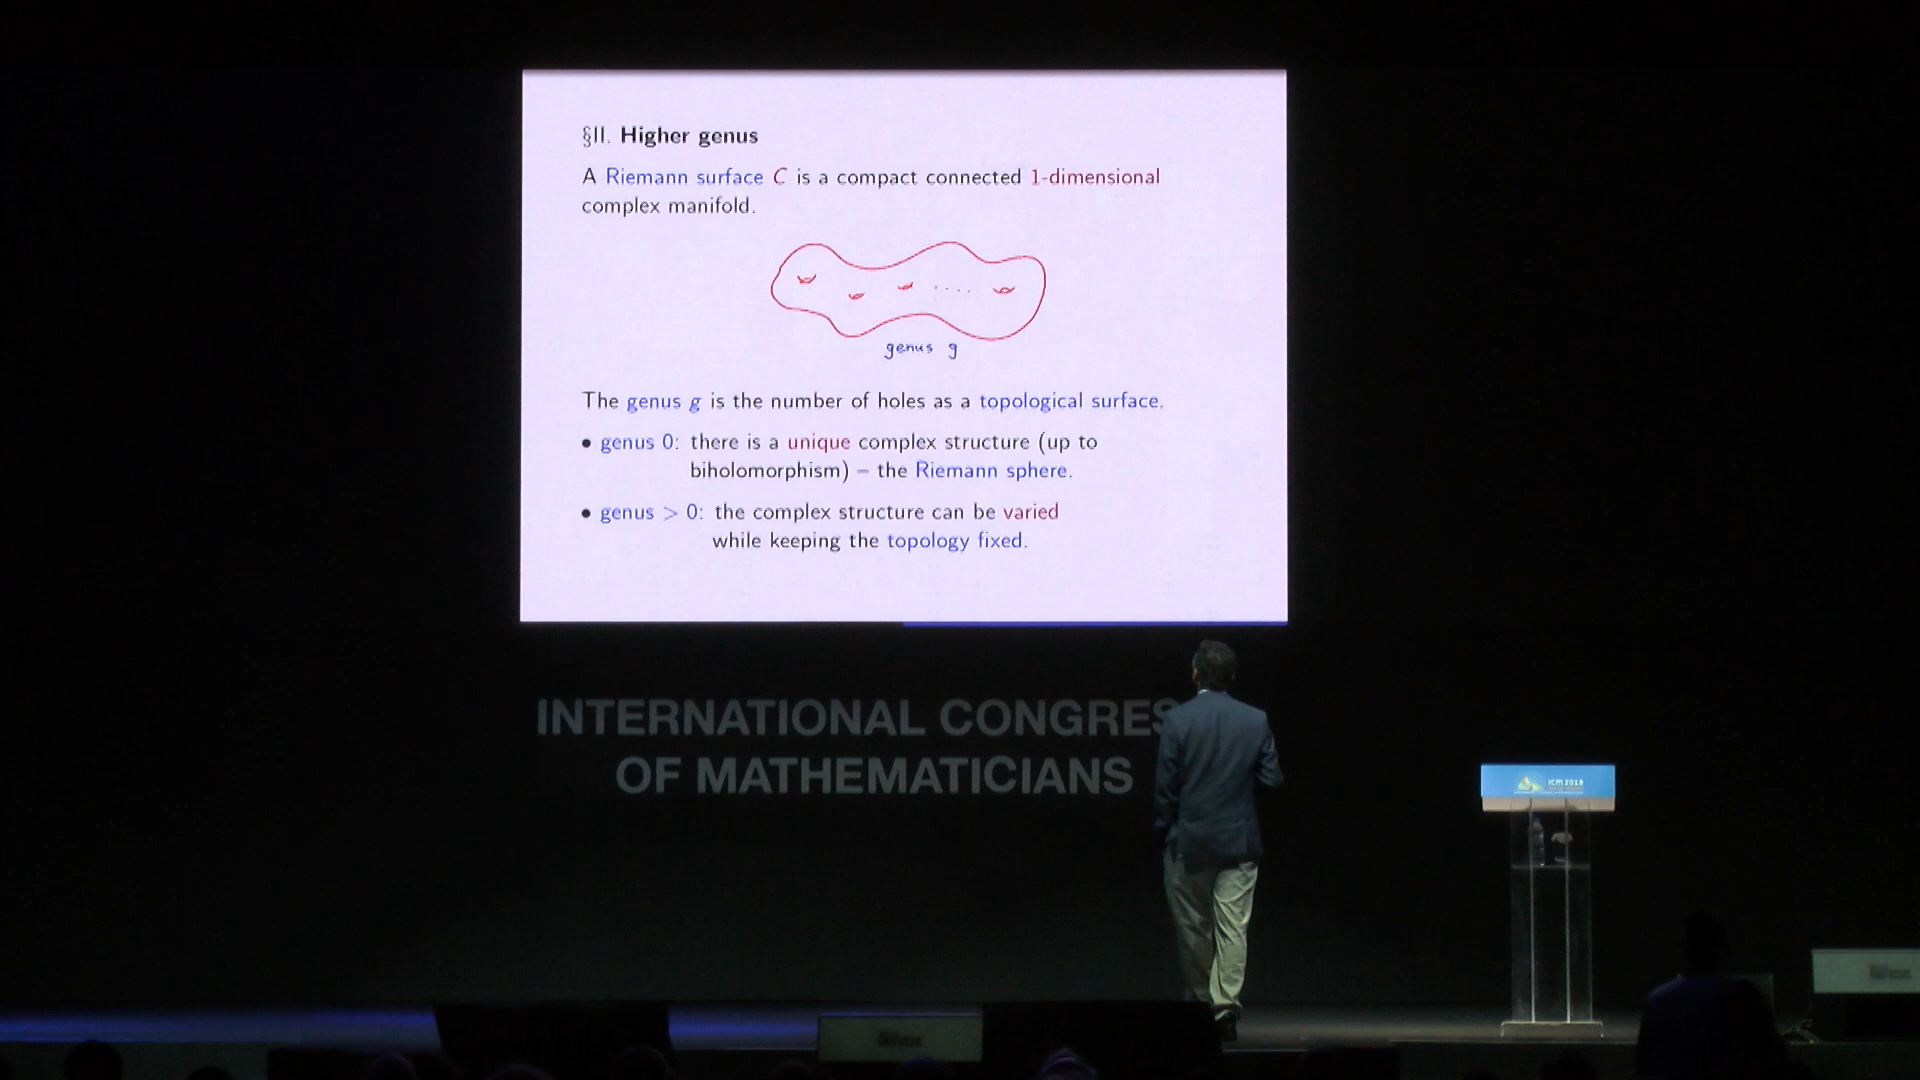 §II. Higher genus
A Riemann surface C is a compact connected 1-dimensional
complex manifold.
genus g
The genus g is the number of holes as a topological surface.
• genus 0: there is a unique complex structure (up to
biholomorphism) – the Riemann sphere.
• genus > 0: the complex structure can be varied
while keeping the topology fixed.
INTERNATIONAL CONGRES
OF MATHEMATICIANS
ICM 2018